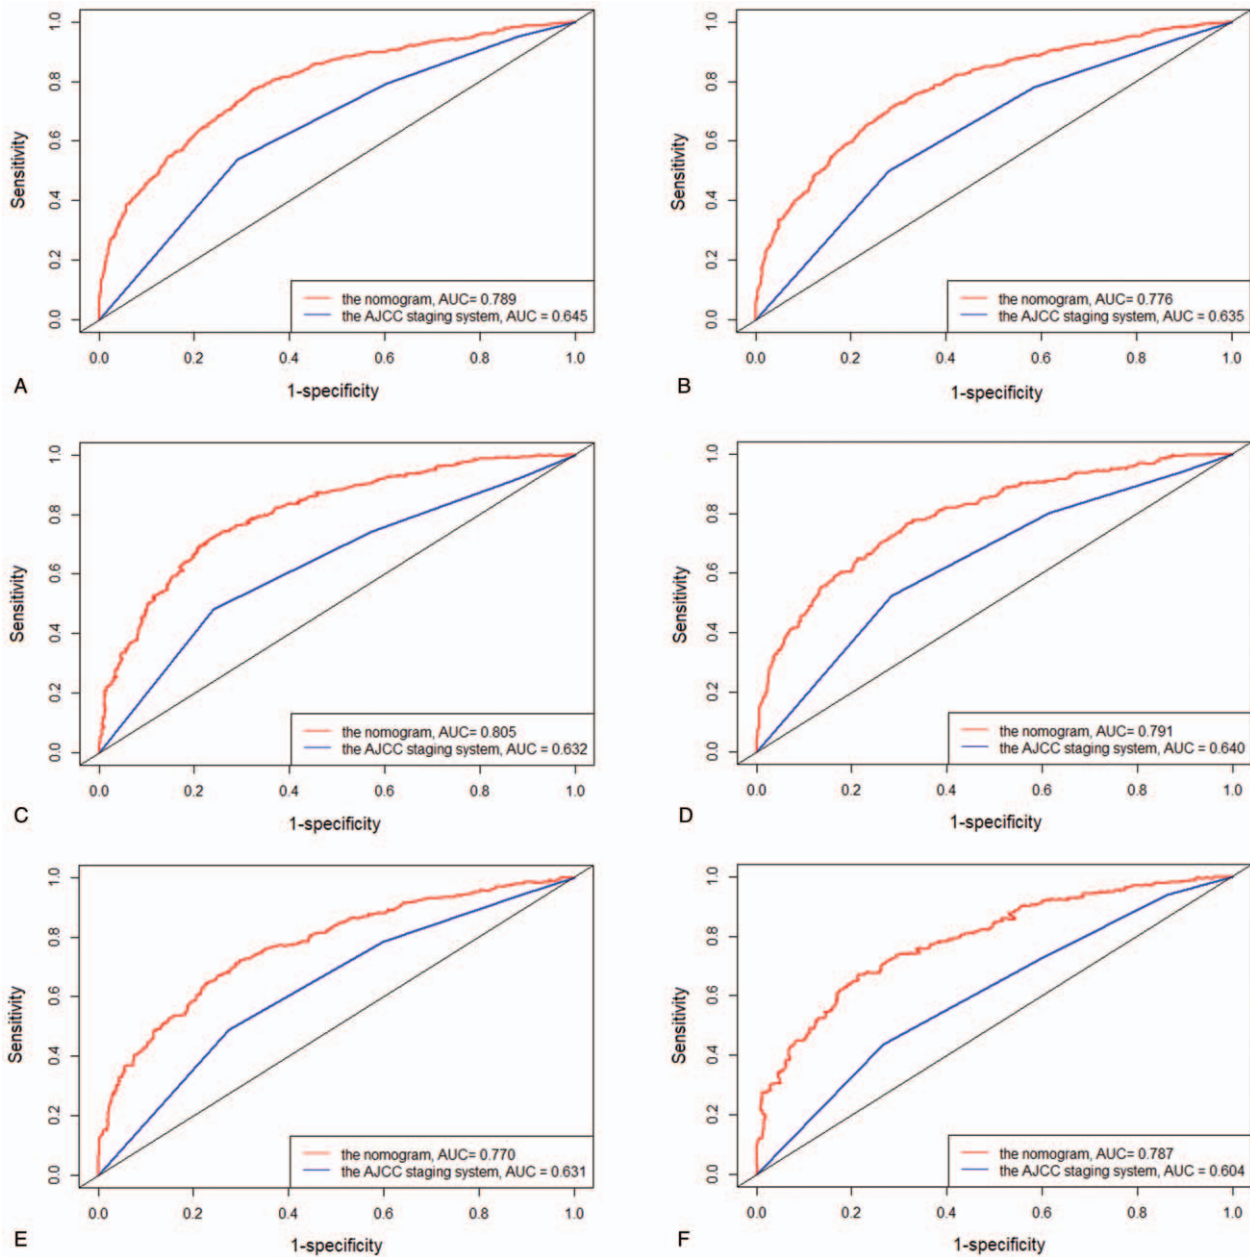 1.0
0.8
0.6
0.4
0.2
0.0
Sensitivity
the nomogram, AUC= 0.789
the AJCC staging system, AUC = 0.645
0.0 0.2 0.4 0.6 0.8 1.0
A
1-specificity
1.0
0.8
0.6
0.4
0.2
0.0
Sensitivity
the nomogram, AUC= 0.776
the AJCC staging system, AUC = 0.635
0.0 0.2 0.4 0.6 0.8 1.0
B
1-specificity
1.0
0.8
0.6
0.4
0.2
0.0
Sensitivity
the nomogram, AUC= 0.805
the AJCC staging system, AUC = 0.632
0.0 0.2 0.4 0.6 0.8 1.0
C
1-specificity
1.0
0.8
0.6
0.4
0.2
0.0
Sensitivity
the nomogram, AUC= 0.791
the AJCC staging system, AUC = 0.640
0.0 0.2 0.4 0.6 0.8 1.0
D
1-specificity
1.0
0.8
0.6
0.4
0.2
0.0
Sensitivity
the nomogram, AUC= 0.770
the AJCC staging system, AUC = 0.631
0.0 0.2 0.4 0.6 0.8 1.0
E
1-specificity
1.0
0.8
0.6
0.4
0.2
0.0
Sensitivity
the nomogram, AUC= 0.787
the AJCC staging system, AUC = 0.604
0.0 0.2 0.4 0.6 0.8 1.0
F
1-specificity